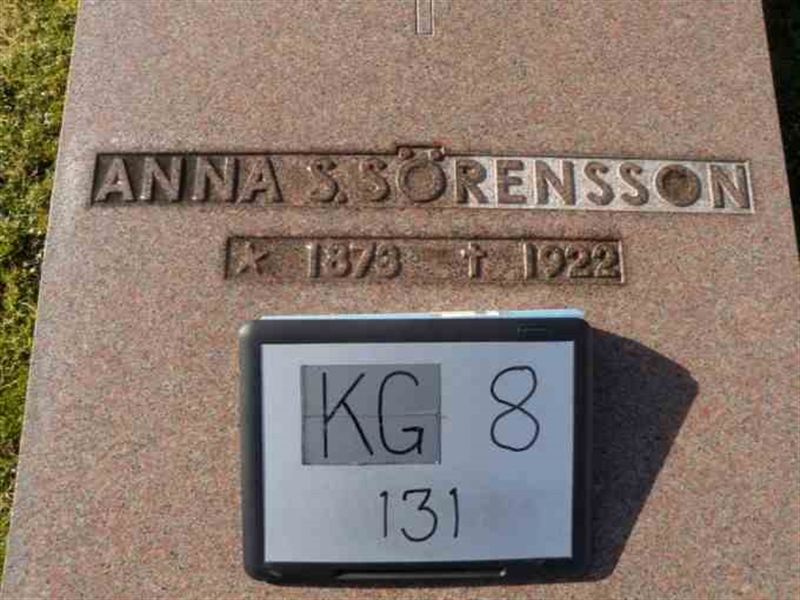 ANNA S. SÖRENSSON
★ 1873 † 1922
KG 8
131